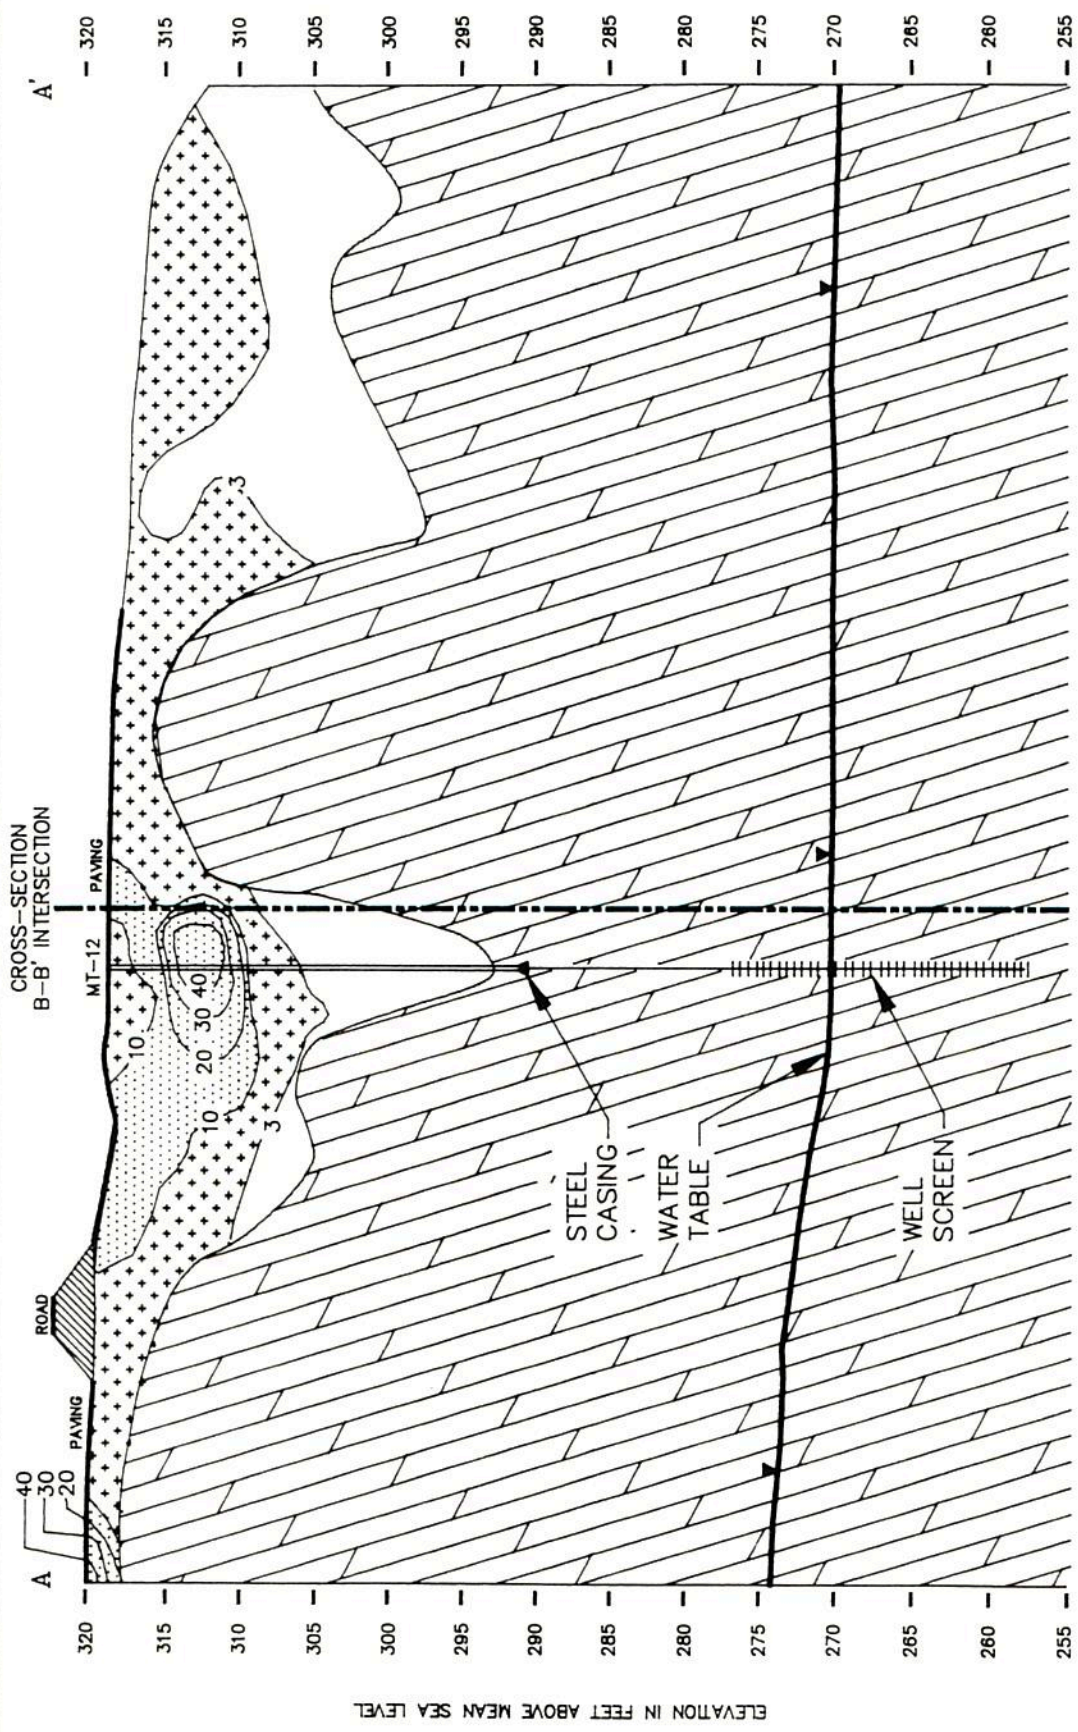 CROSS-SECTION
B-B' INTERSECTION
A
A'
40
30
20
PAVING
ROAD
MT-12
PAVING
10
10
40
30
20
10
3
3
STEEL
CASING
WATER
TABLE
WELL
SCREEN
320
315
310
305
300
295
290
285
280
275
270
265
260
255
320
315
310
305
300
295
290
285
280
275
270
265
260
255
ELEVATION IN FEET ABOVE MEAN SEA LEVEL